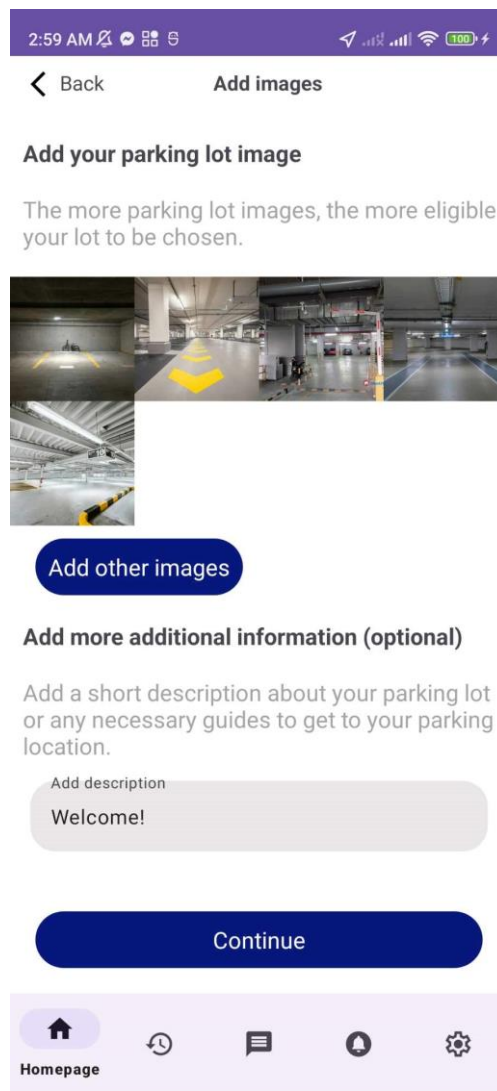 2:59 AM
100
Back
Add images
Add your parking lot image
The more parking lot images, the more eligible
your lot to be chosen.
Add other images
Add more additional information (optional)
Add a short description about your parking lot
or any necessary guides to get to your parking
location.
Add description
Welcome!
Continue
Homepage